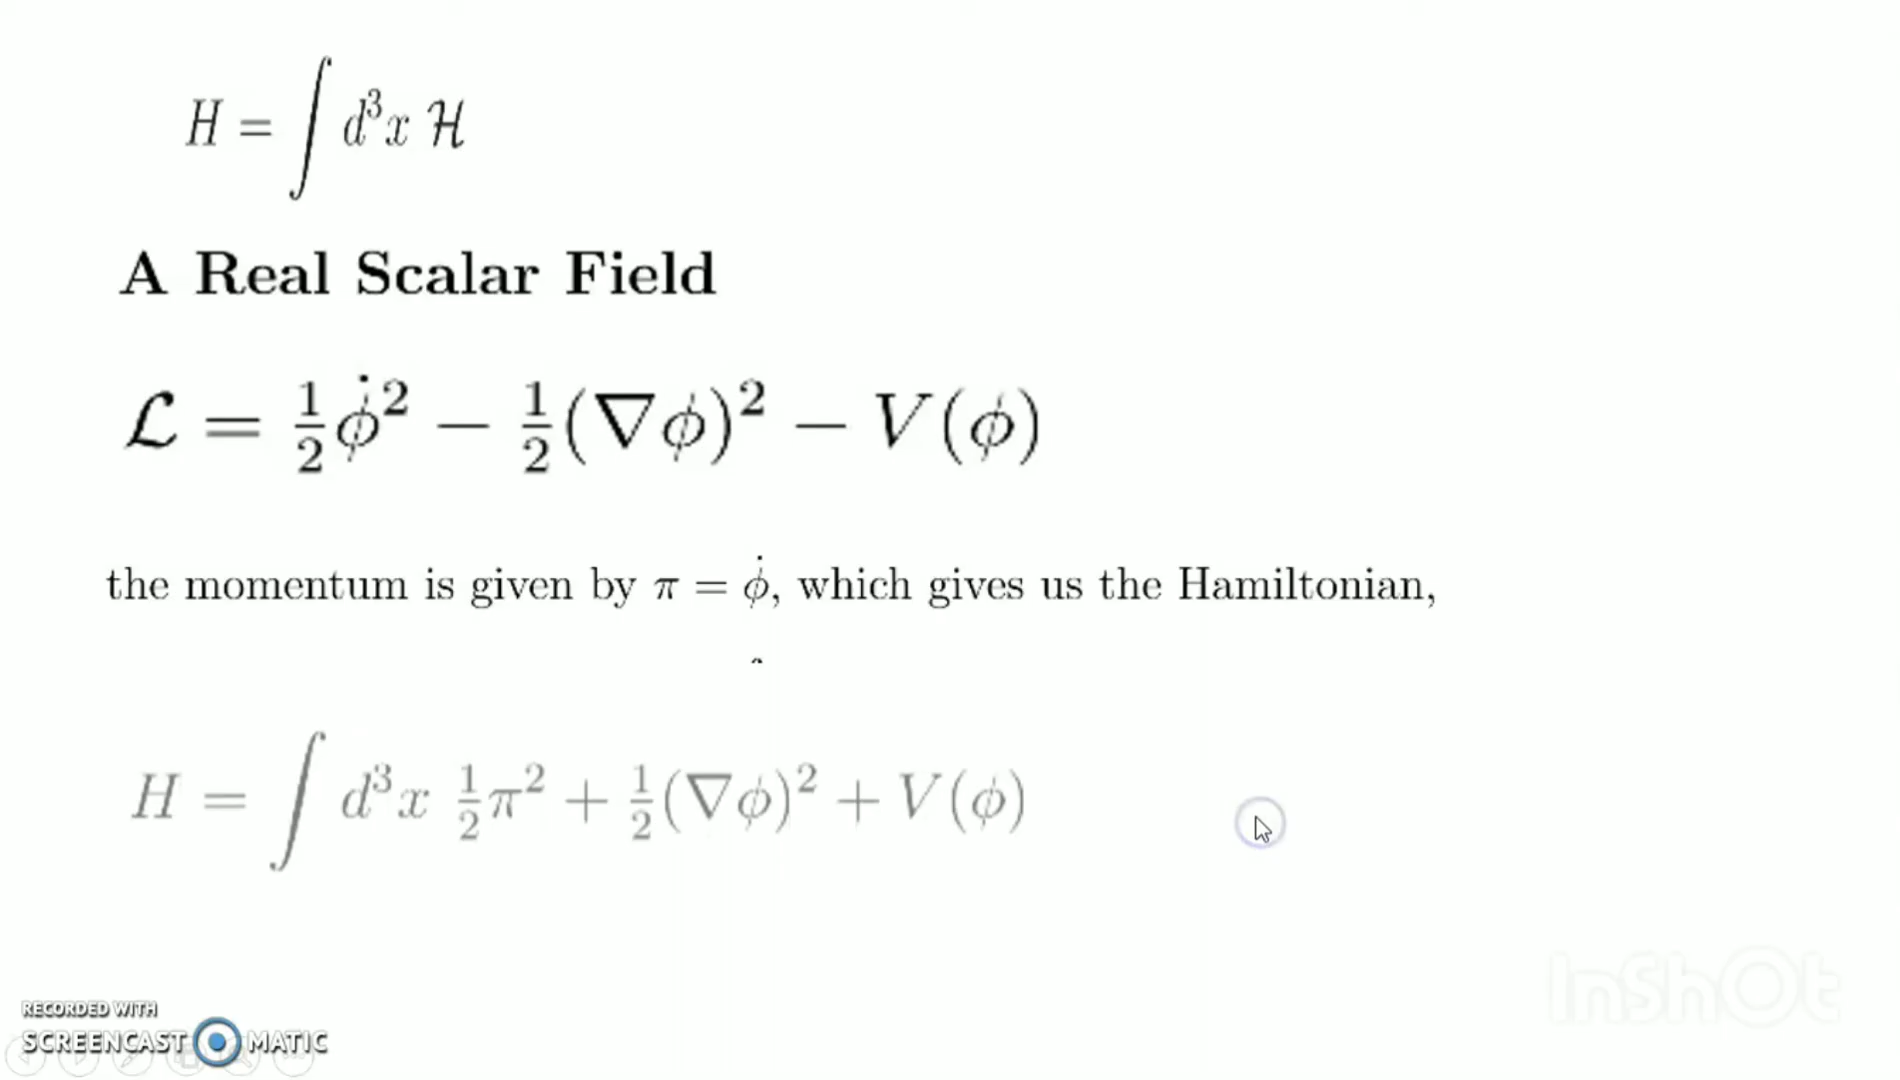 H = ∫ d³x ℋ
A Real Scalar Field
ℒ = ½ϕ̇² − ½(∇ϕ)² − V(ϕ)
the momentum is given by π = ϕ̇, which gives us the Hamiltonian,
H = ∫ d³x ½π² + ½(∇ϕ)² + V(ϕ)
InShOt
RECORDED WITH
SCREENCAST MATIC